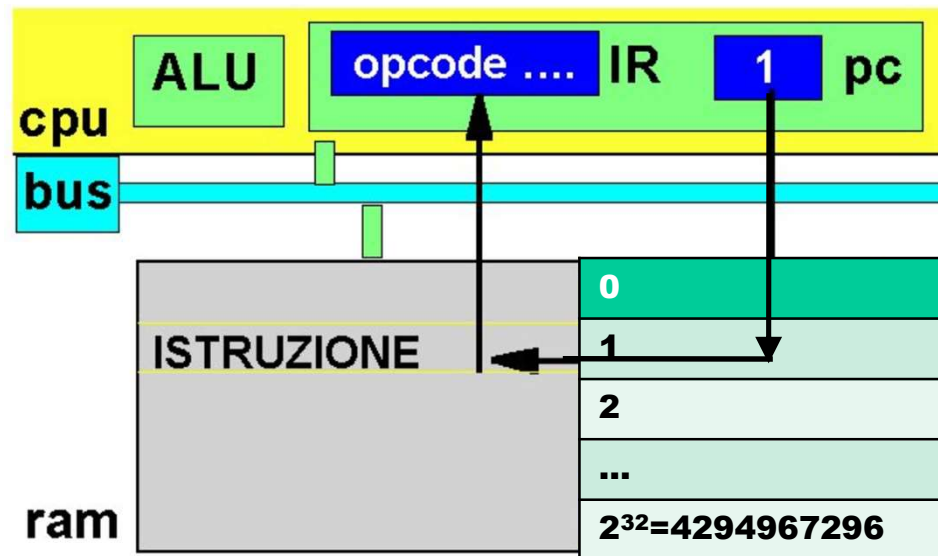 ALU
opcode .... IR 1 pc
cpu
bus
0
ISTRUZIONE 1
2
...
ram 2³²=4294967296